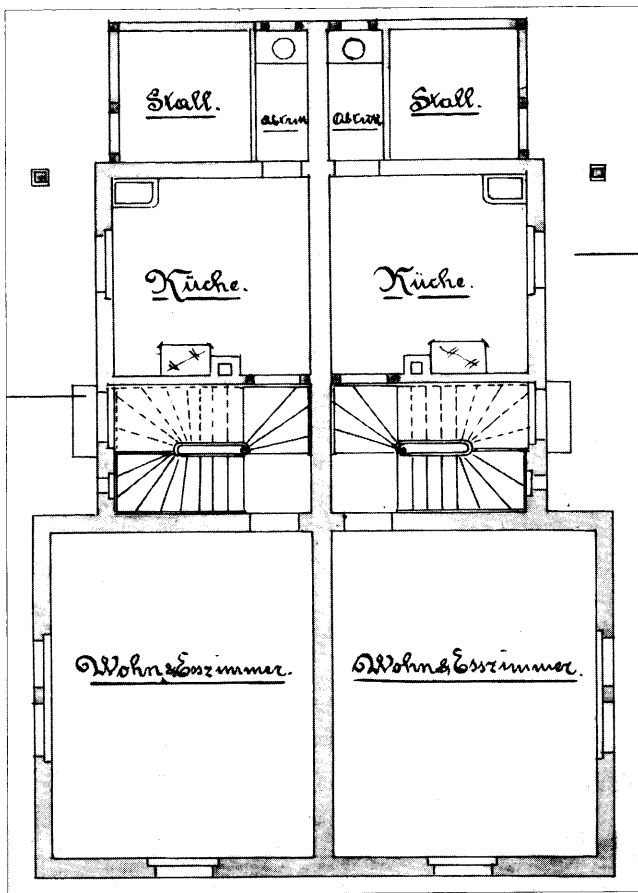 Stall.
Abtritt
Abtritt
Stall.
Küche.
Küche.
Wohn & Esszimmer.
Wohn & Esszimmer.